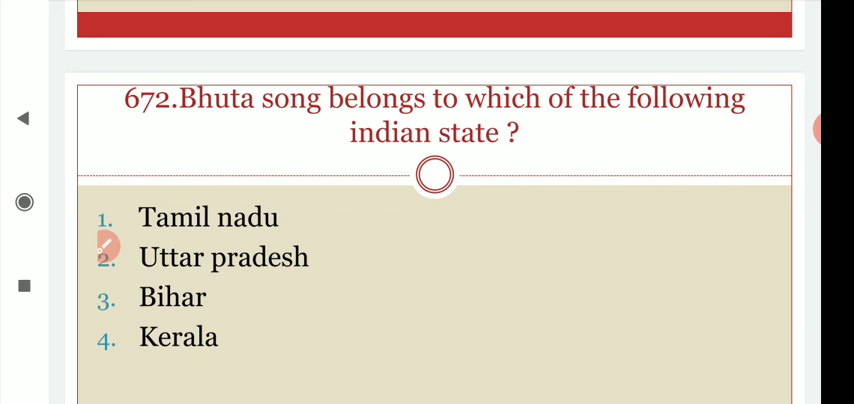 672.Bhuta song belongs to which of the following
indian state ?
1. Tamil nadu
2. Uttar pradesh
3. Bihar
4. Kerala